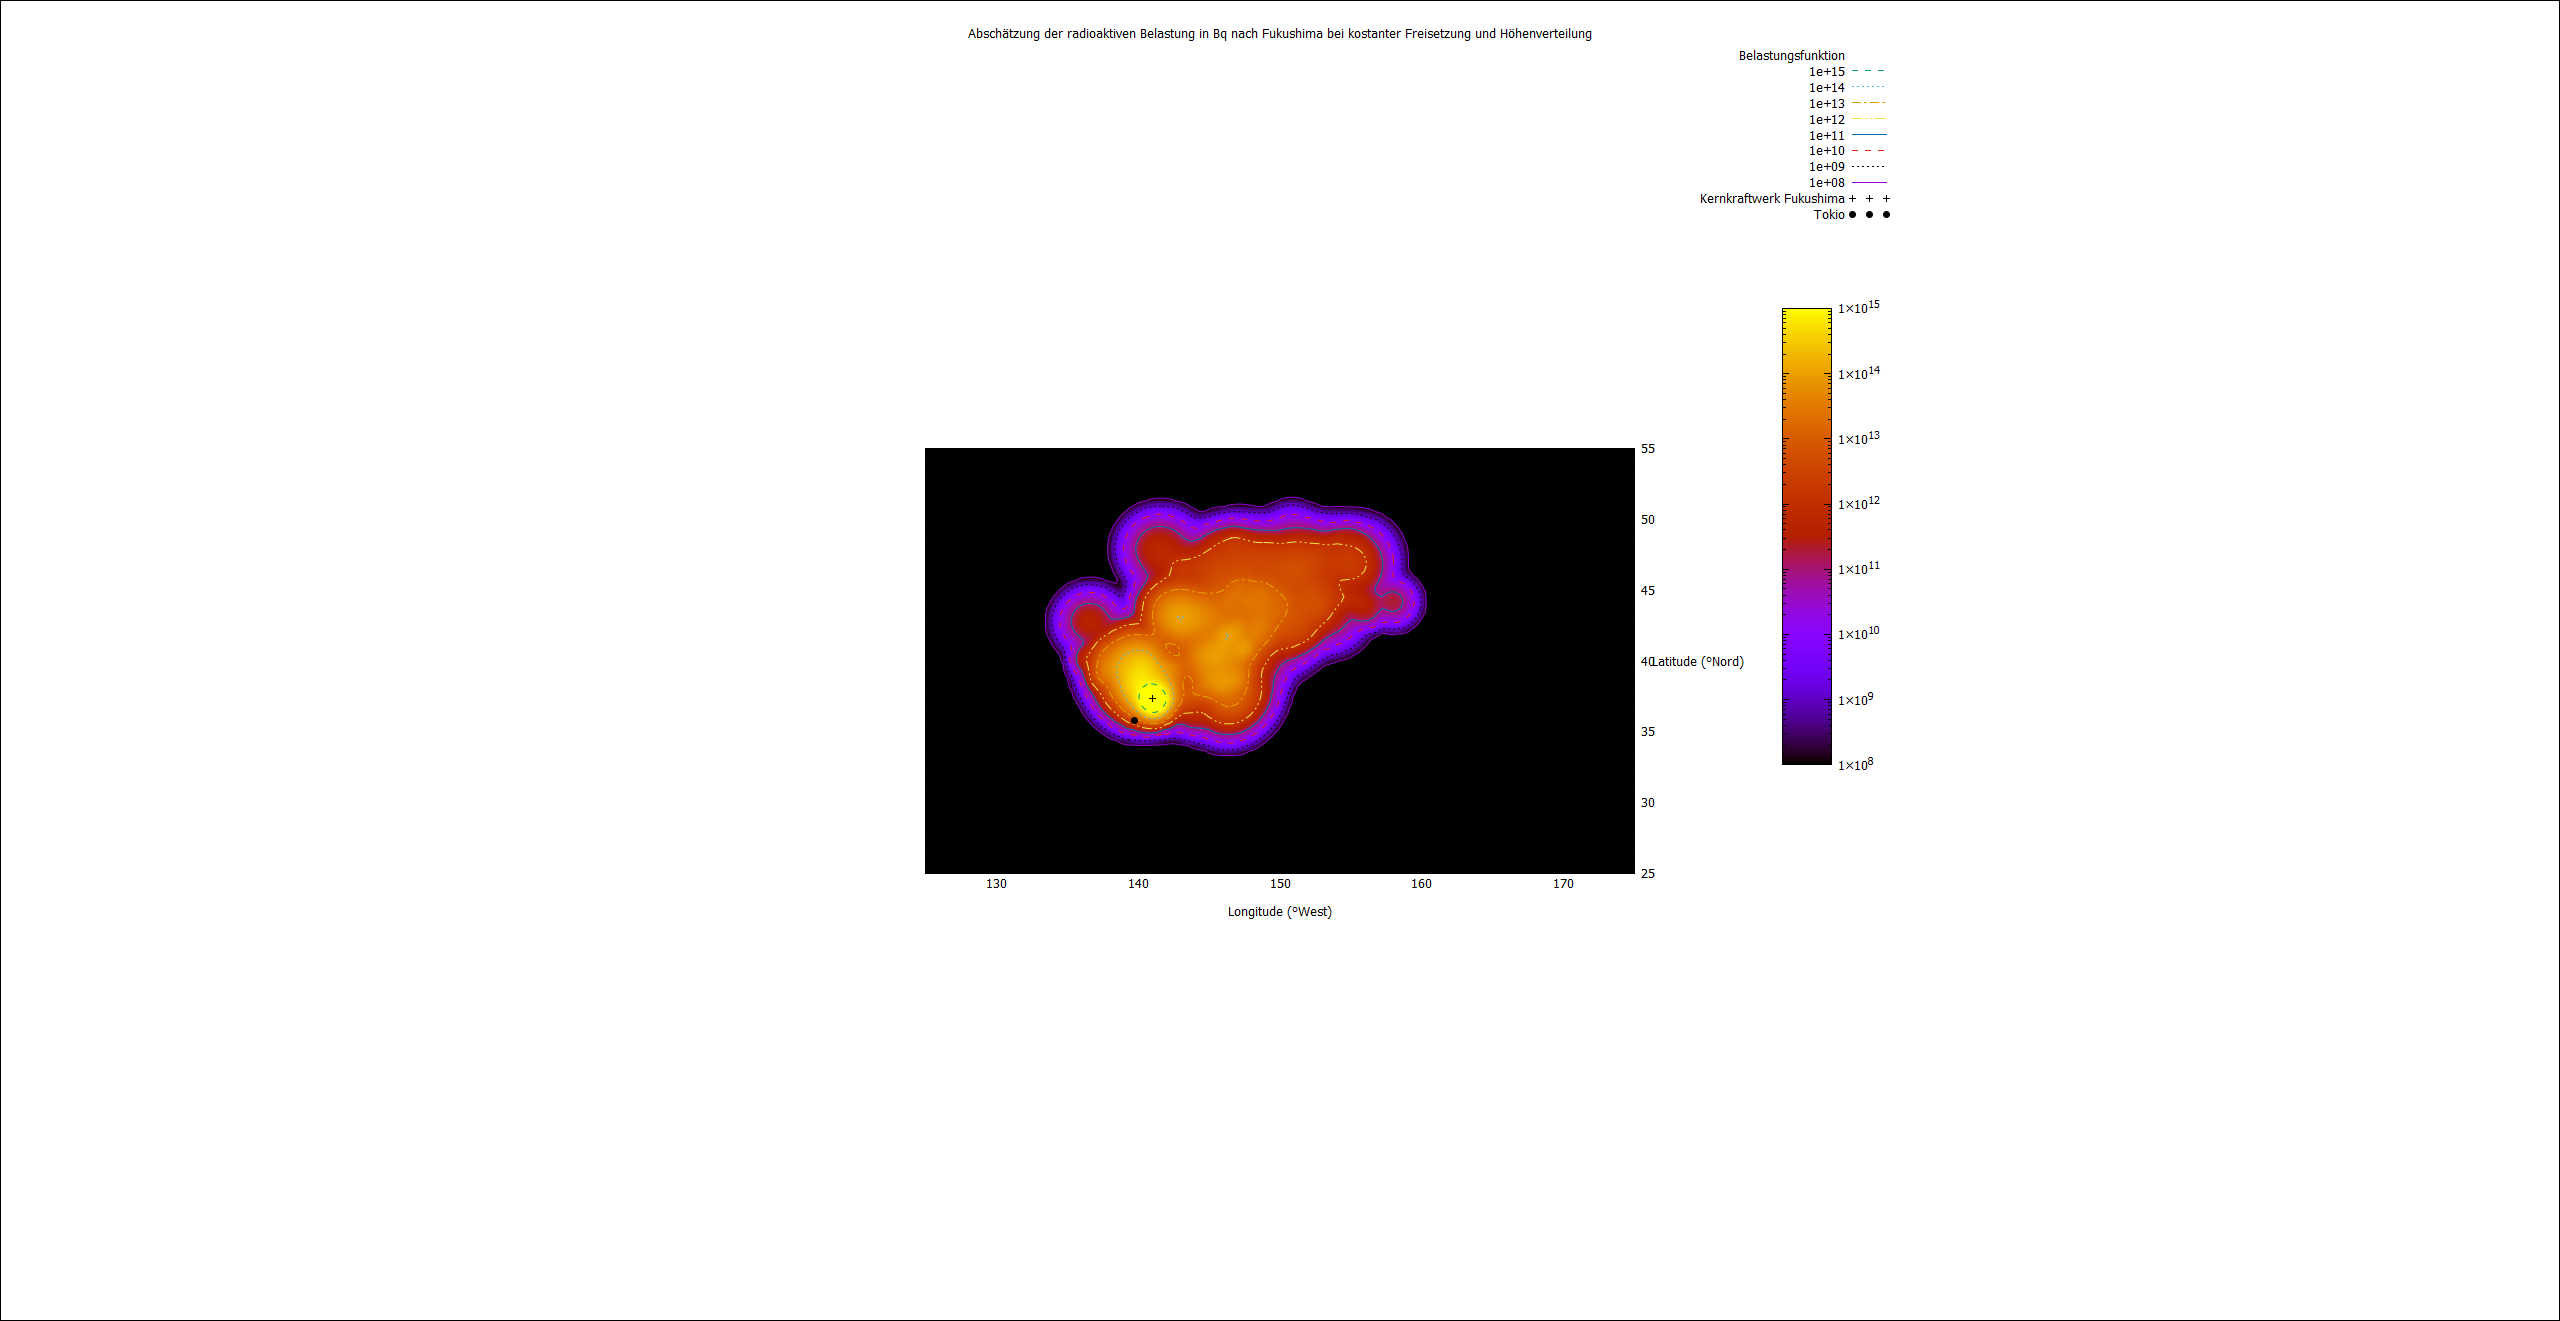 Abschätzung der radioaktiven Belastung in Bq nach Fukushima bei kostanter Freisetzung und Höhenverteilung
Belastungsfunktion
1e+15
1e+14
1e+13
1e+12
1e+11
1e+10
1e+09
1e+08
Kernkraftwerk Fukushima
Tokio
1×10^15
1×10^14
1×10^13
1×10^12
1×10^11
1×10^10
1×10^9
1×10^8
55
50
45
40
35
30
25
Latitude (°Nord)
130 140 150 160 170
Longitude (°West)